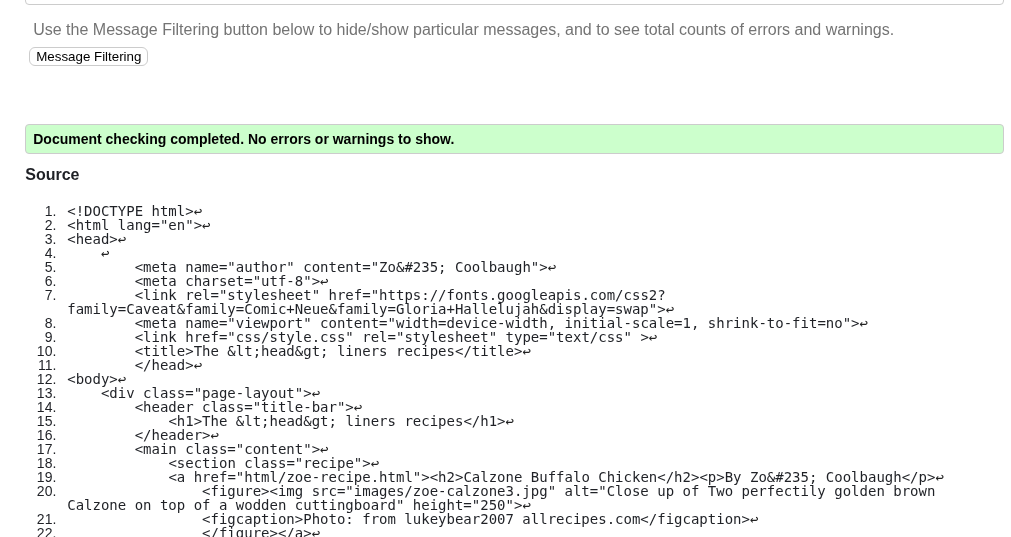 Use the Message Filtering button below to hide/show particular messages, and to see total counts of errors and warnings.
Message Filtering
Document checking completed. No errors or warnings to show.
Source
1. <!DOCTYPE html>↩
2. <html lang="en">↩
3. <head>↩
4. ↩
5. <meta name="author" content="Zo&#235; Coolbaugh">↩
6. <meta charset="utf-8">↩
7. <link rel="stylesheet" href="https://fonts.googleapis.com/css2?
family=Caveat&family=Comic+Neue&family=Gloria+Hallelujah&display=swap">↩
8. <meta name="viewport" content="width=device-width, initial-scale=1, shrink-to-fit=no">↩
9. <link href="css/style.css" rel="stylesheet" type="text/css" >↩
10. <title>The &lt;head&gt; liners recipes</title>↩
11. </head>↩
12. <body>↩
13. <div class="page-layout">↩
14. <header class="title-bar">↩
15. <h1>The &lt;head&gt; liners recipes</h1>↩
16. </header>↩
17. <main class="content">↩
18. <section class="recipe">↩
19. <a href="html/zoe-recipe.html"><h2>Calzone Buffalo Chicken</h2><p>By Zo&#235; Coolbaugh</p>↩
20. <figure><img src="images/zoe-calzone3.jpg" alt="Close up of Two perfectily golden brown
Calzone on top of a wodden cuttingboard" height="250">↩
21. <figcaption>Photo: from lukeybear2007 allrecipes.com</figcaption>↩
22. </figure></a>↩